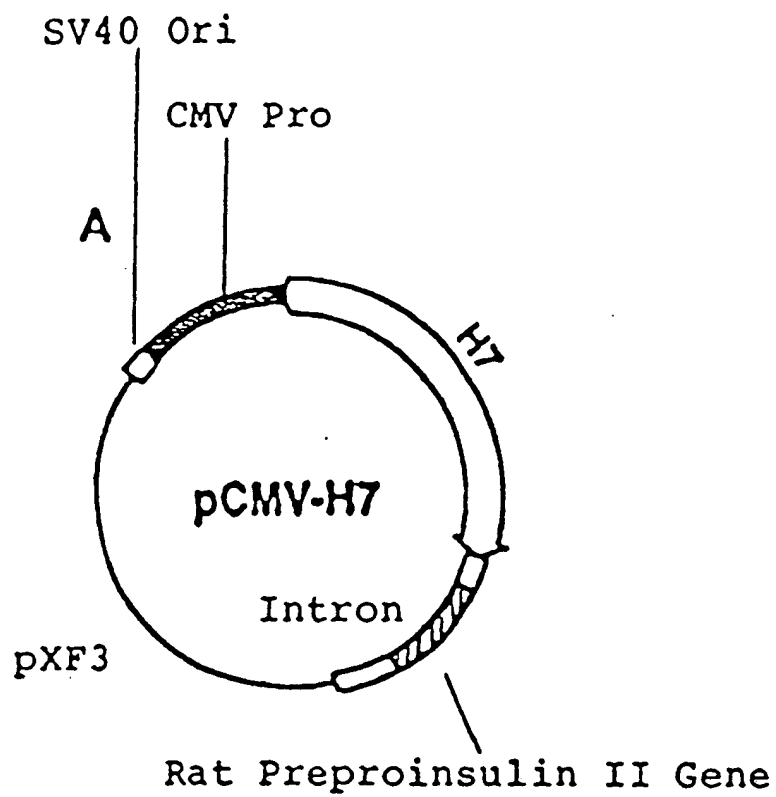 SV40 Ori
CMV Pro
A
H7
pCMV-H7
Intron
pXF3
Rat Preproinsulin II Gene